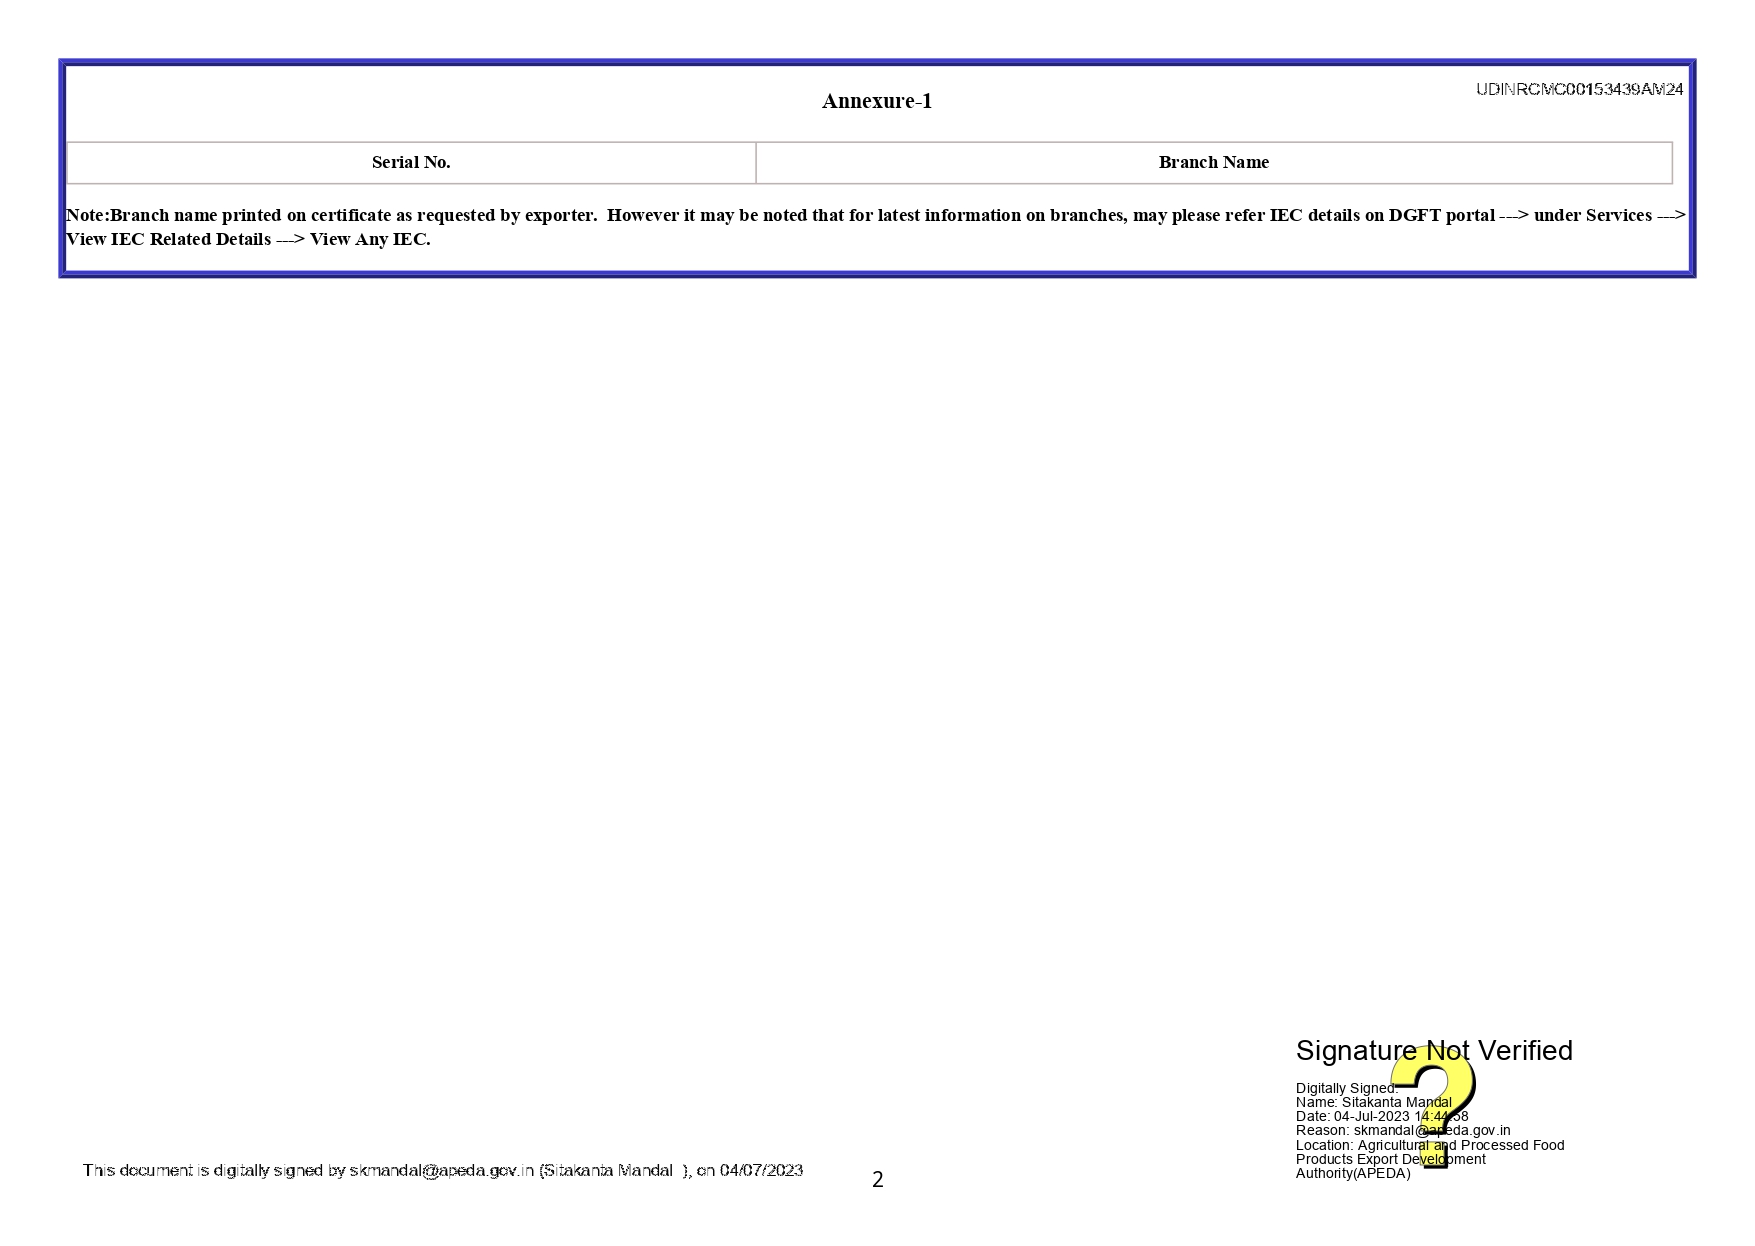 UDINRCMC00153439AM24
Annexure-1
Serial No. Branch Name
Note:Branch name printed on certificate as requested by exporter.  However it may be noted that for latest information on branches, may please refer IEC details on DGFT portal ---> under Services --->
View IEC Related Details ---> View Any IEC.
Signature Not Verified
Digitally Signed.
Name: Sitakanta Mandal
Date: 04-Jul-2023 14:44:58
Reason: skmandal@apeda.gov.in
Location: Agricultural and Processed Food
Products Export Development
Authority(APEDA)
This document is digitally signed by skmandal@apeda.gov.in (Sitakanta Mandal  ), on 04/07/2023
2